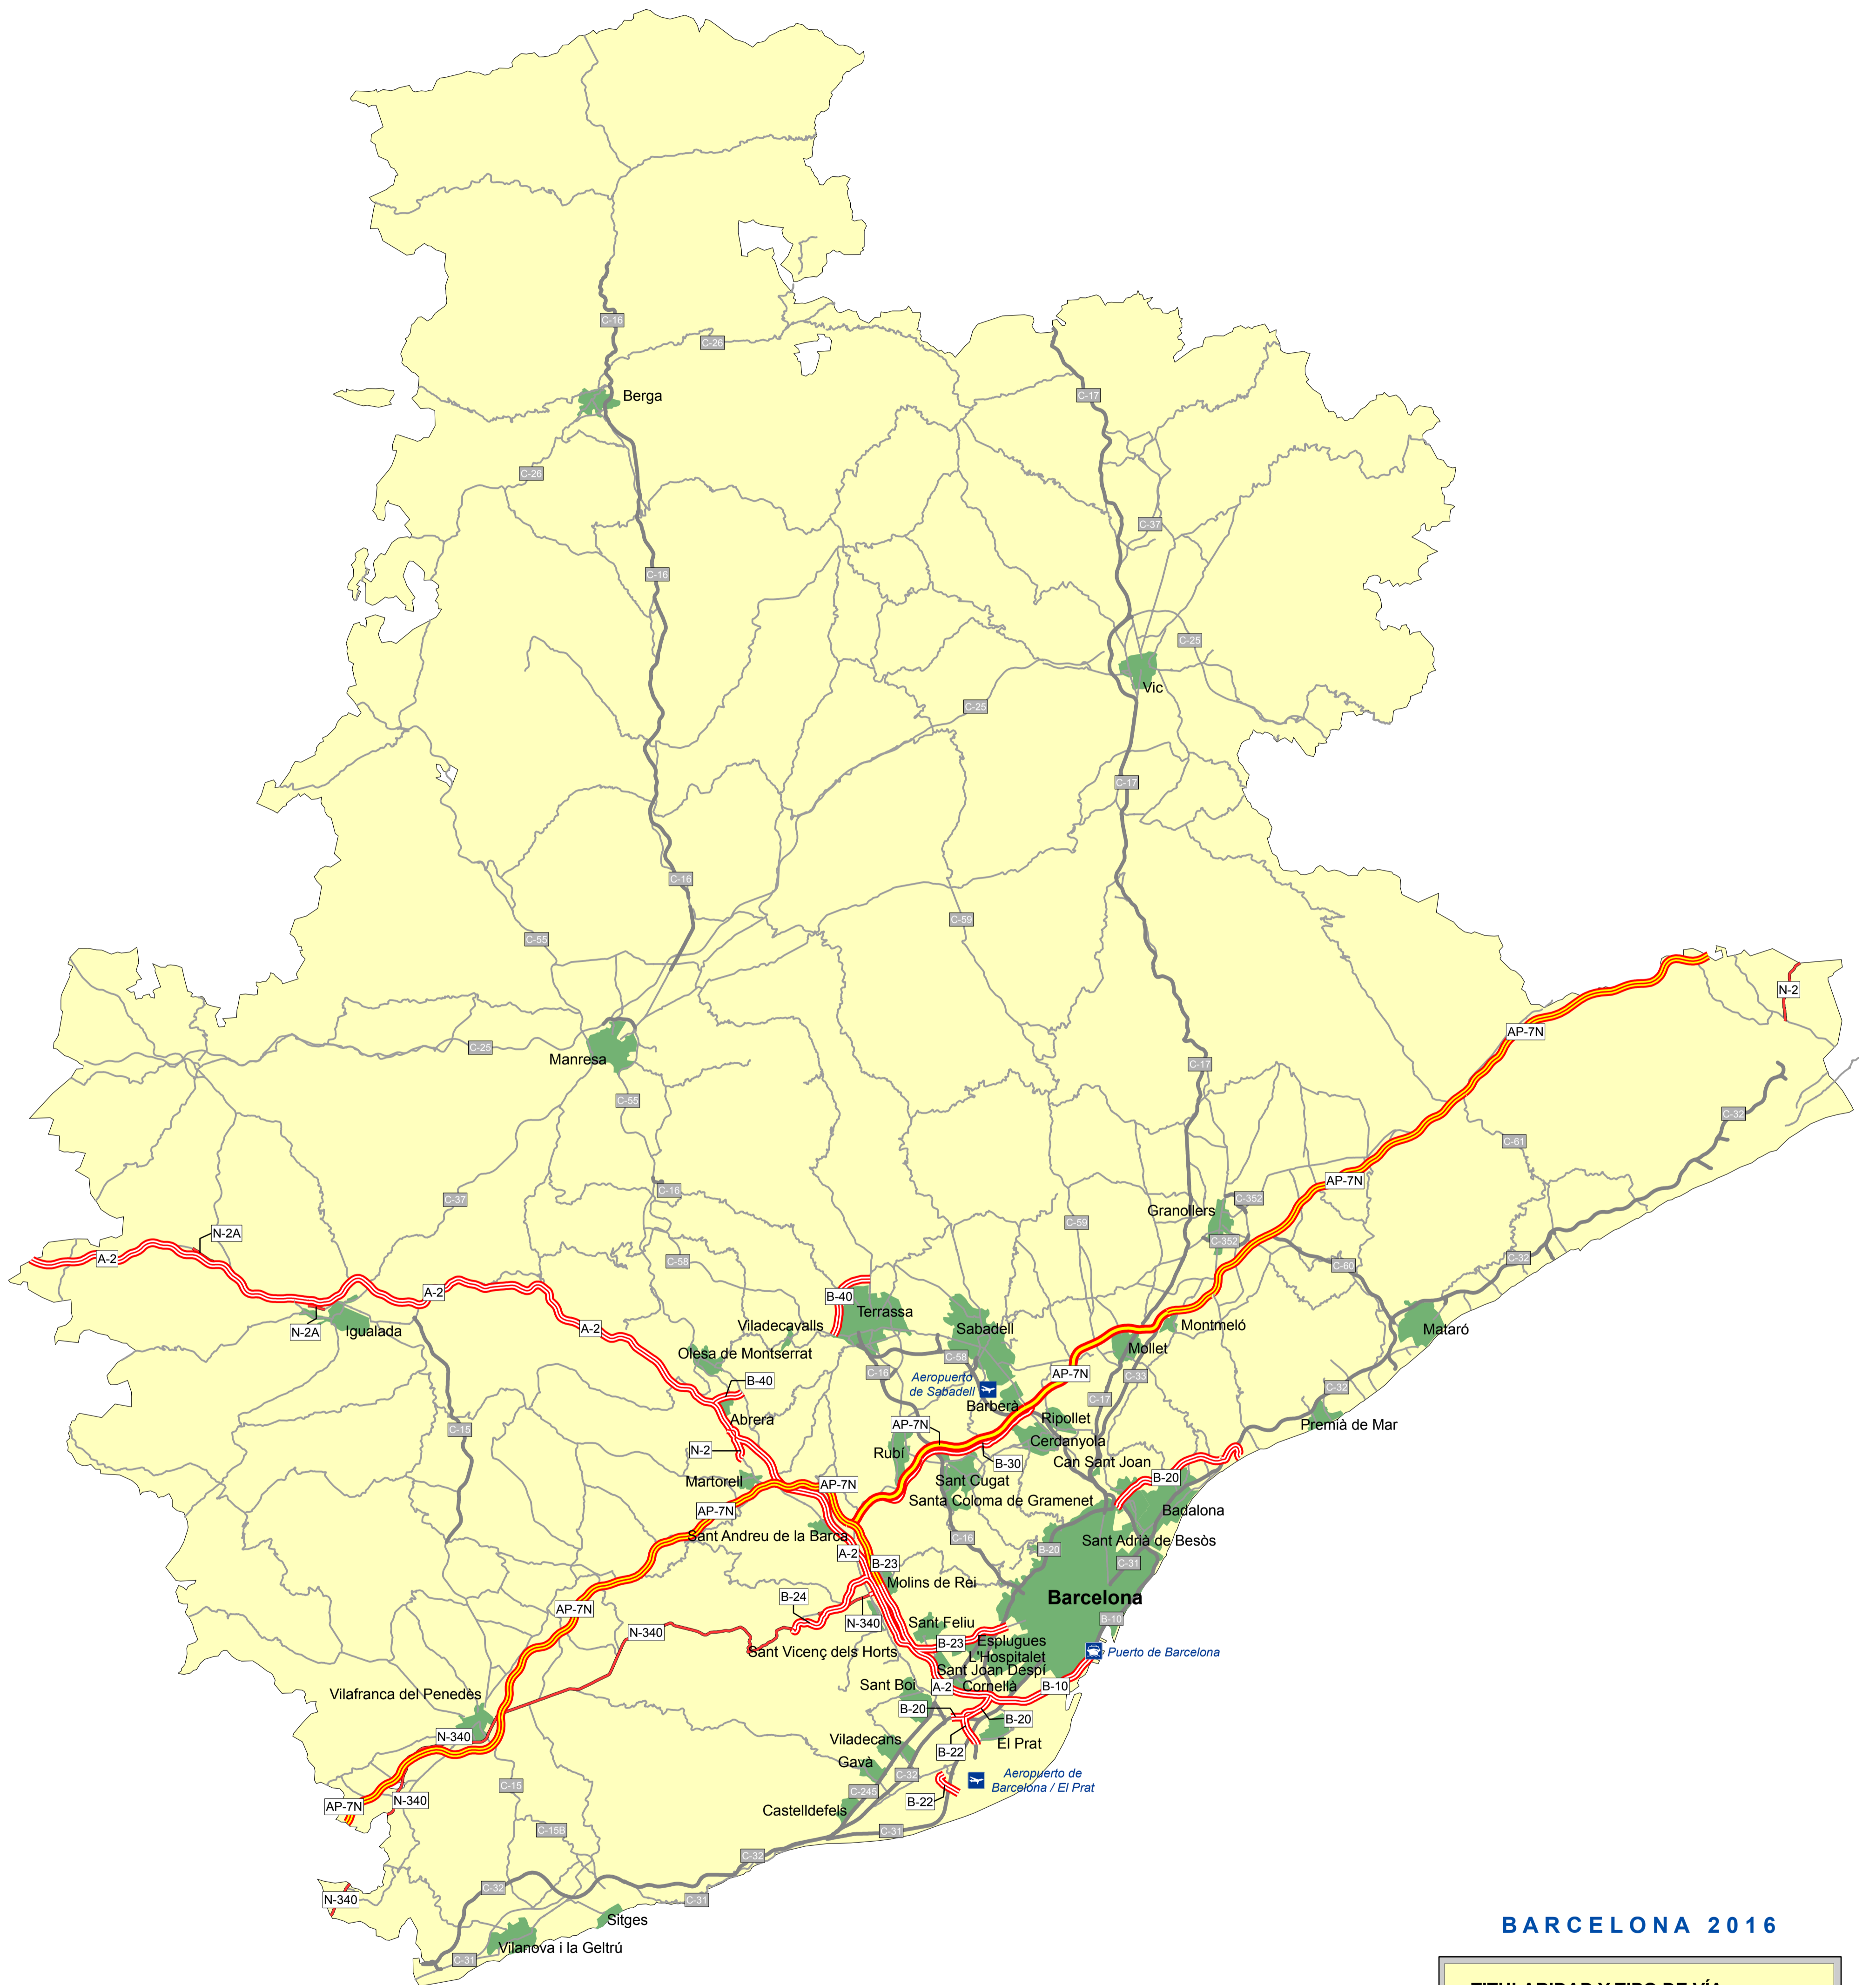 C-16
C-26
Berga
C-17
C-26
C-37
C-16
C-25
Vic
C-25
C-17
C-16
C-59
C-55
N-2
AP-7N
C-25
Manresa
C-17
C-55
C-32
C-61
AP-7N
C-16
C-37
C-352
Granollers
C-59
N-2A
C-352
A-2
C-58
C-32
C-60
A-2
B-40
Terrassa
Viladecavalls
Sabadell
Montmeló
N-2A
Igualada
A-2
Mataró
Olesa de Montserrat
C-58
Mollet
C-16
AP-7N
C-33
Aeropuerto
de Sabadell
B-40
C-32
C-17
Barberà
Abrera
Ripollet
Premià de Mar
AP-7N
C-15
Cerdanyola
N-2
Rubí
B-30
Can Sant Joan
Martorell
AP-7N
Sant Cugat
B-20
Santa Coloma de Gramenet
AP-7N
Badalona
Sant Andreu de la Barca
C-16
Sant Adrià de Besòs
B-20
A-2
B-23
C-31
Molins de Rei
B-24
Barcelona
AP-7N
N-340
Sant Feliu
B-10
N-340
B-23
Esplugues
Sant Vicenç dels Horts
L'Hospitalet
Puerto de Barcelona
Sant Joan Despí
Sant Boi
A-2
Cornellà
B-10
Vilafranca del Penedès
B-20
B-20
N-340
Viladecans
B-22
El Prat
Gavà
C-32
Aeropuerto de
Barcelona / El Prat
C-15
C-245
B-22
AP-7N
N-340
Castelldefels
C-15B
C-31
C-32
C-32
N-340
C-31
Sitges
Vilanova i la Geltrú
C-31
BARCELONA 2016
TITULARIDAD Y TIPO DE VÍA